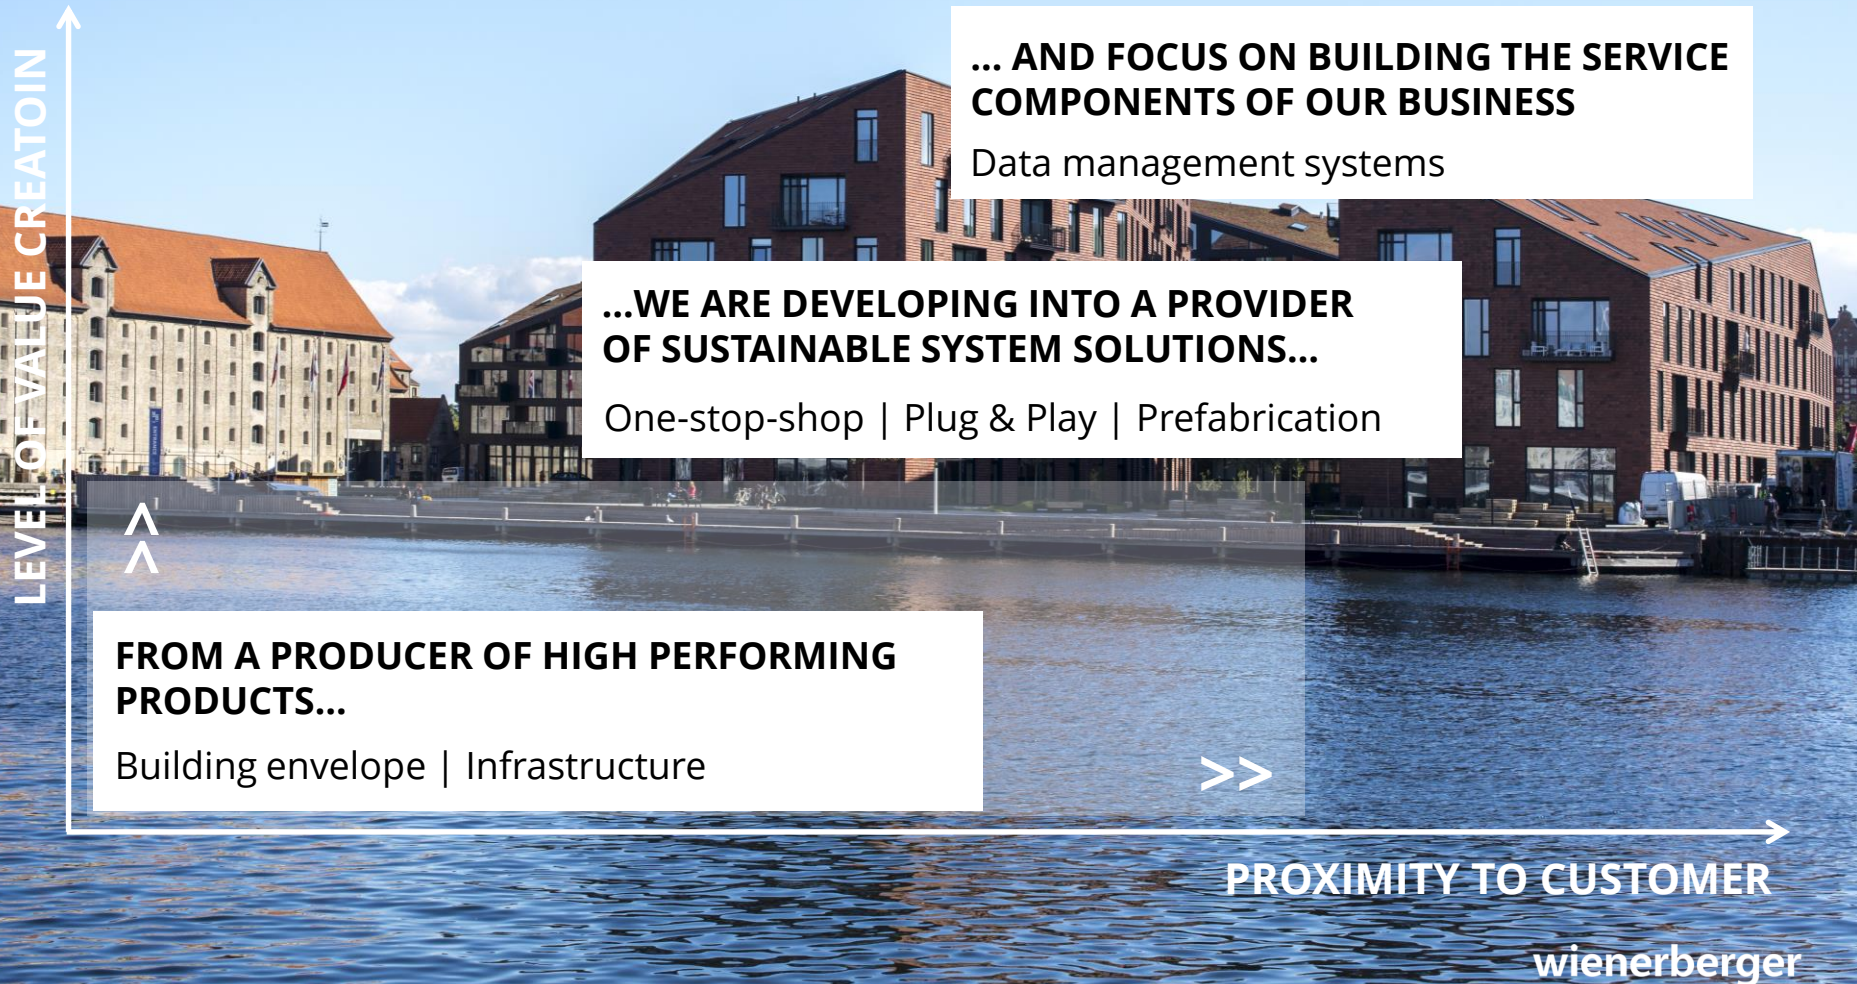 LEVEL OF VALUE CREATOIN
... AND FOCUS ON BUILDING THE SERVICE
COMPONENTS OF OUR BUSINESS
Data management systems
...WE ARE DEVELOPING INTO A PROVIDER
OF SUSTAINABLE SYSTEM SOLUTIONS...
One-stop-shop | Plug & Play | Prefabrication
FROM A PRODUCER OF HIGH PERFORMING
PRODUCTS...
Building envelope | Infrastructure
>>
>>
PROXIMITY TO CUSTOMER
wienerberger